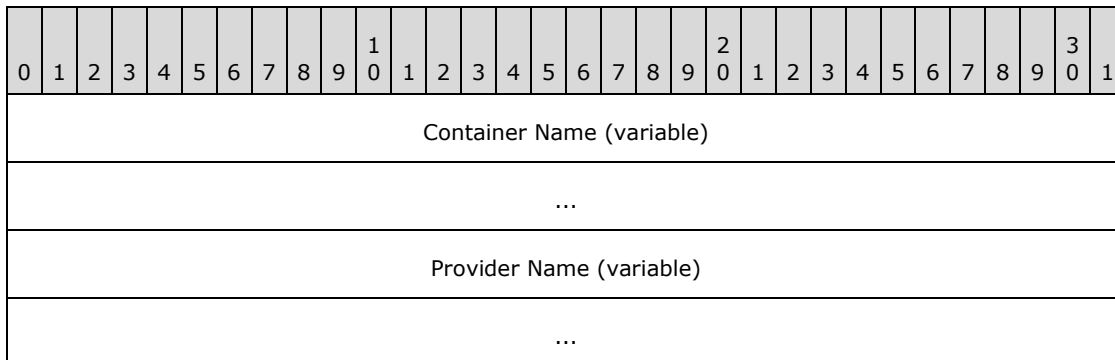 1 2 3
0 1 2 3 4 5 6 7 8 9 0 1 2 3 4 5 6 7 8 9 0 1 2 3 4 5 6 7 8 9 0 1
Container Name (variable)
...
Provider Name (variable)
...